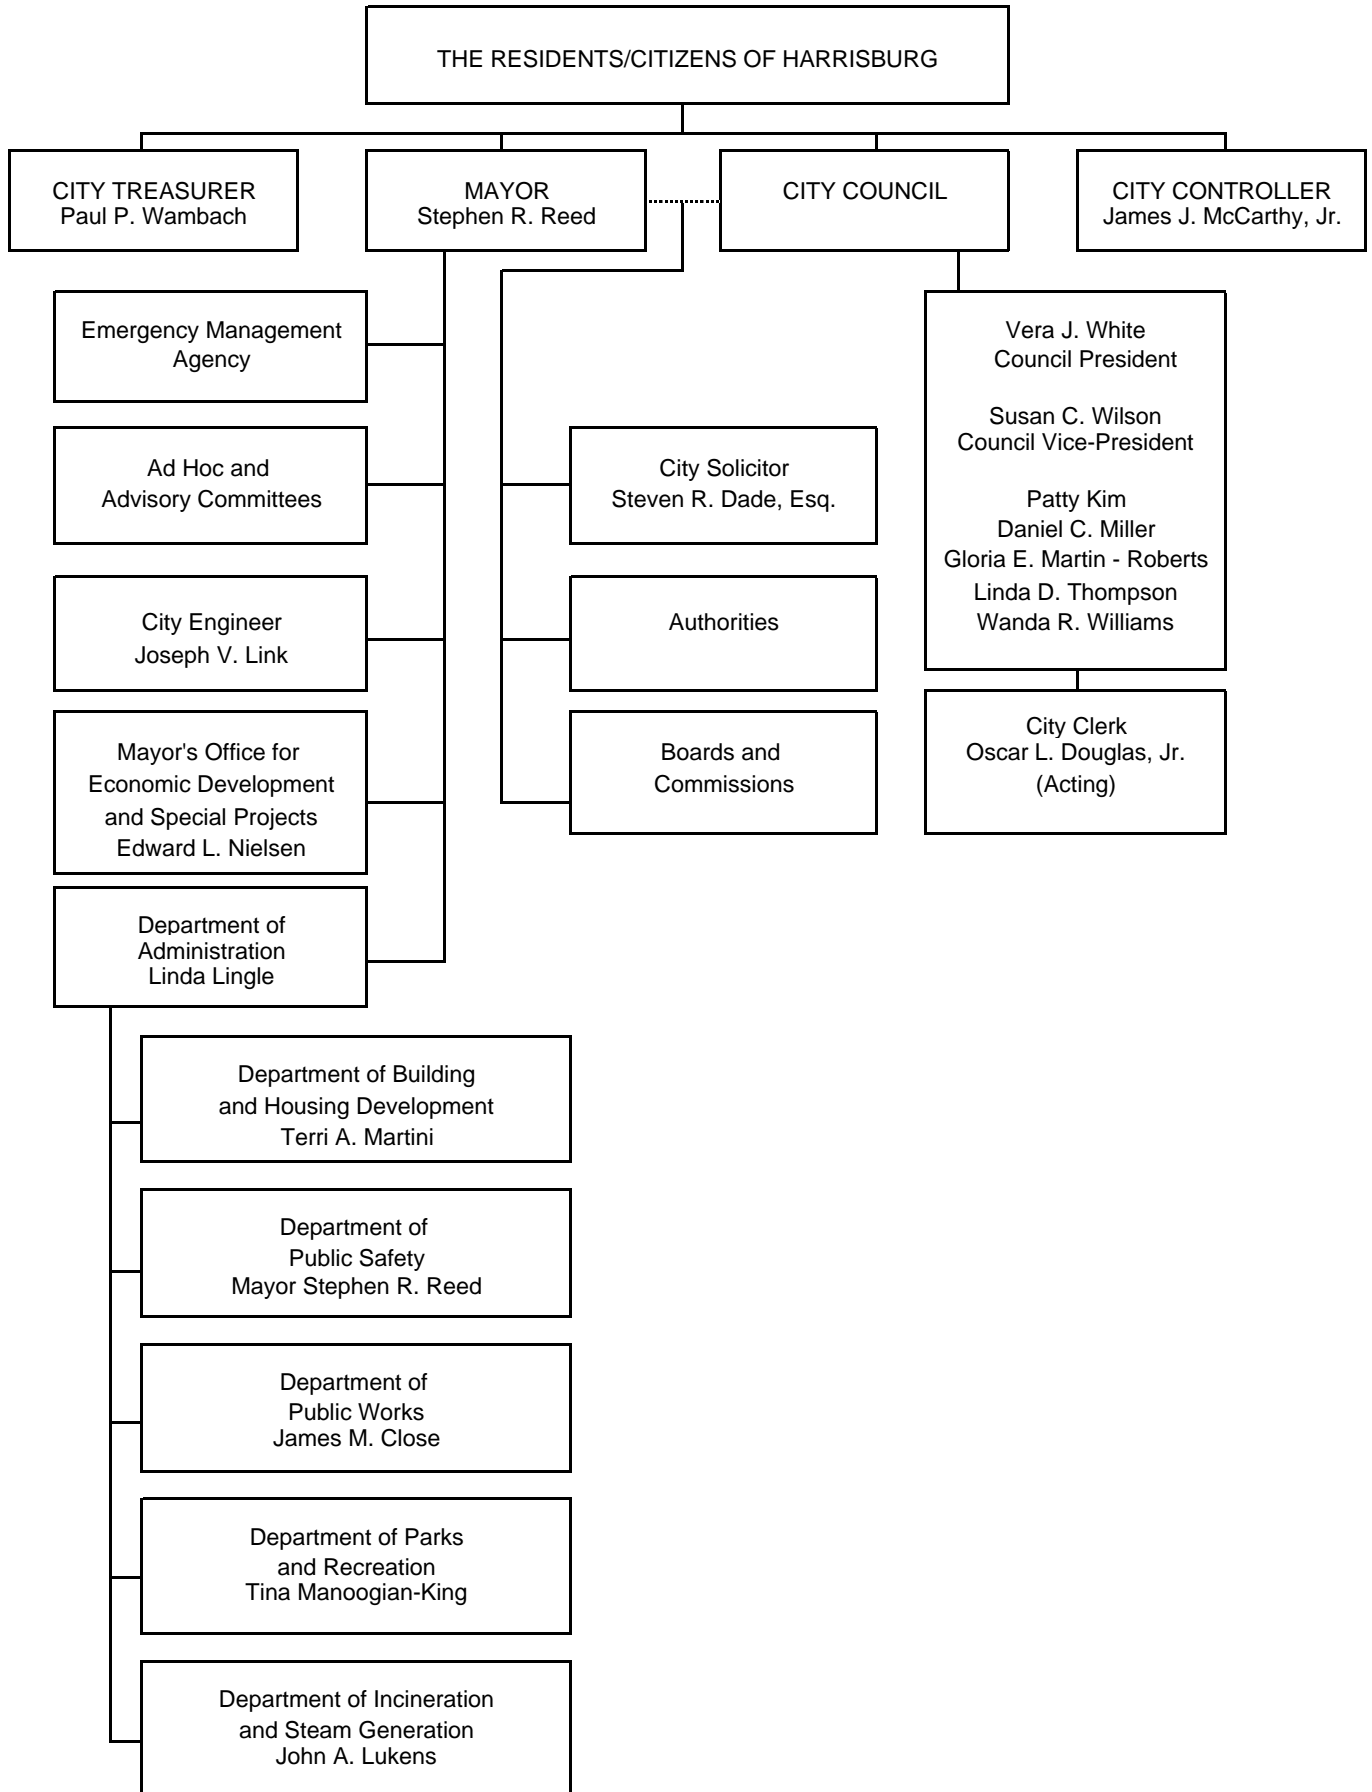 THE RESIDENTS/CITIZENS OF HARRISBURG
CITY TREASURER
Paul P. Wambach
MAYOR
Stephen R. Reed
CITY COUNCIL
CITY CONTROLLER
James J. McCarthy, Jr.
Emergency Management
Agency
Ad Hoc and
Advisory Committees
City Engineer
Joseph V. Link
Mayor's Office for
Economic Development
and Special Projects
Edward L. Nielsen
Department of
Administration
Linda Lingle
City Solicitor
Steven R. Dade, Esq.
Authorities
Boards and
Commissions
Vera J. White
Council President
Susan C. Wilson
Council Vice-President
Patty Kim
Daniel C. Miller
Gloria E. Martin - Roberts
Linda D. Thompson
Wanda R. Williams
City Clerk
Oscar L. Douglas, Jr.
(Acting)
Department of Building
and Housing Development
Terri A. Martini
Department of
Public Safety
Mayor Stephen R. Reed
Department of
Public Works
James M. Close
Department of Parks
and Recreation
Tina Manoogian-King
Department of Incineration
and Steam Generation
John A. Lukens